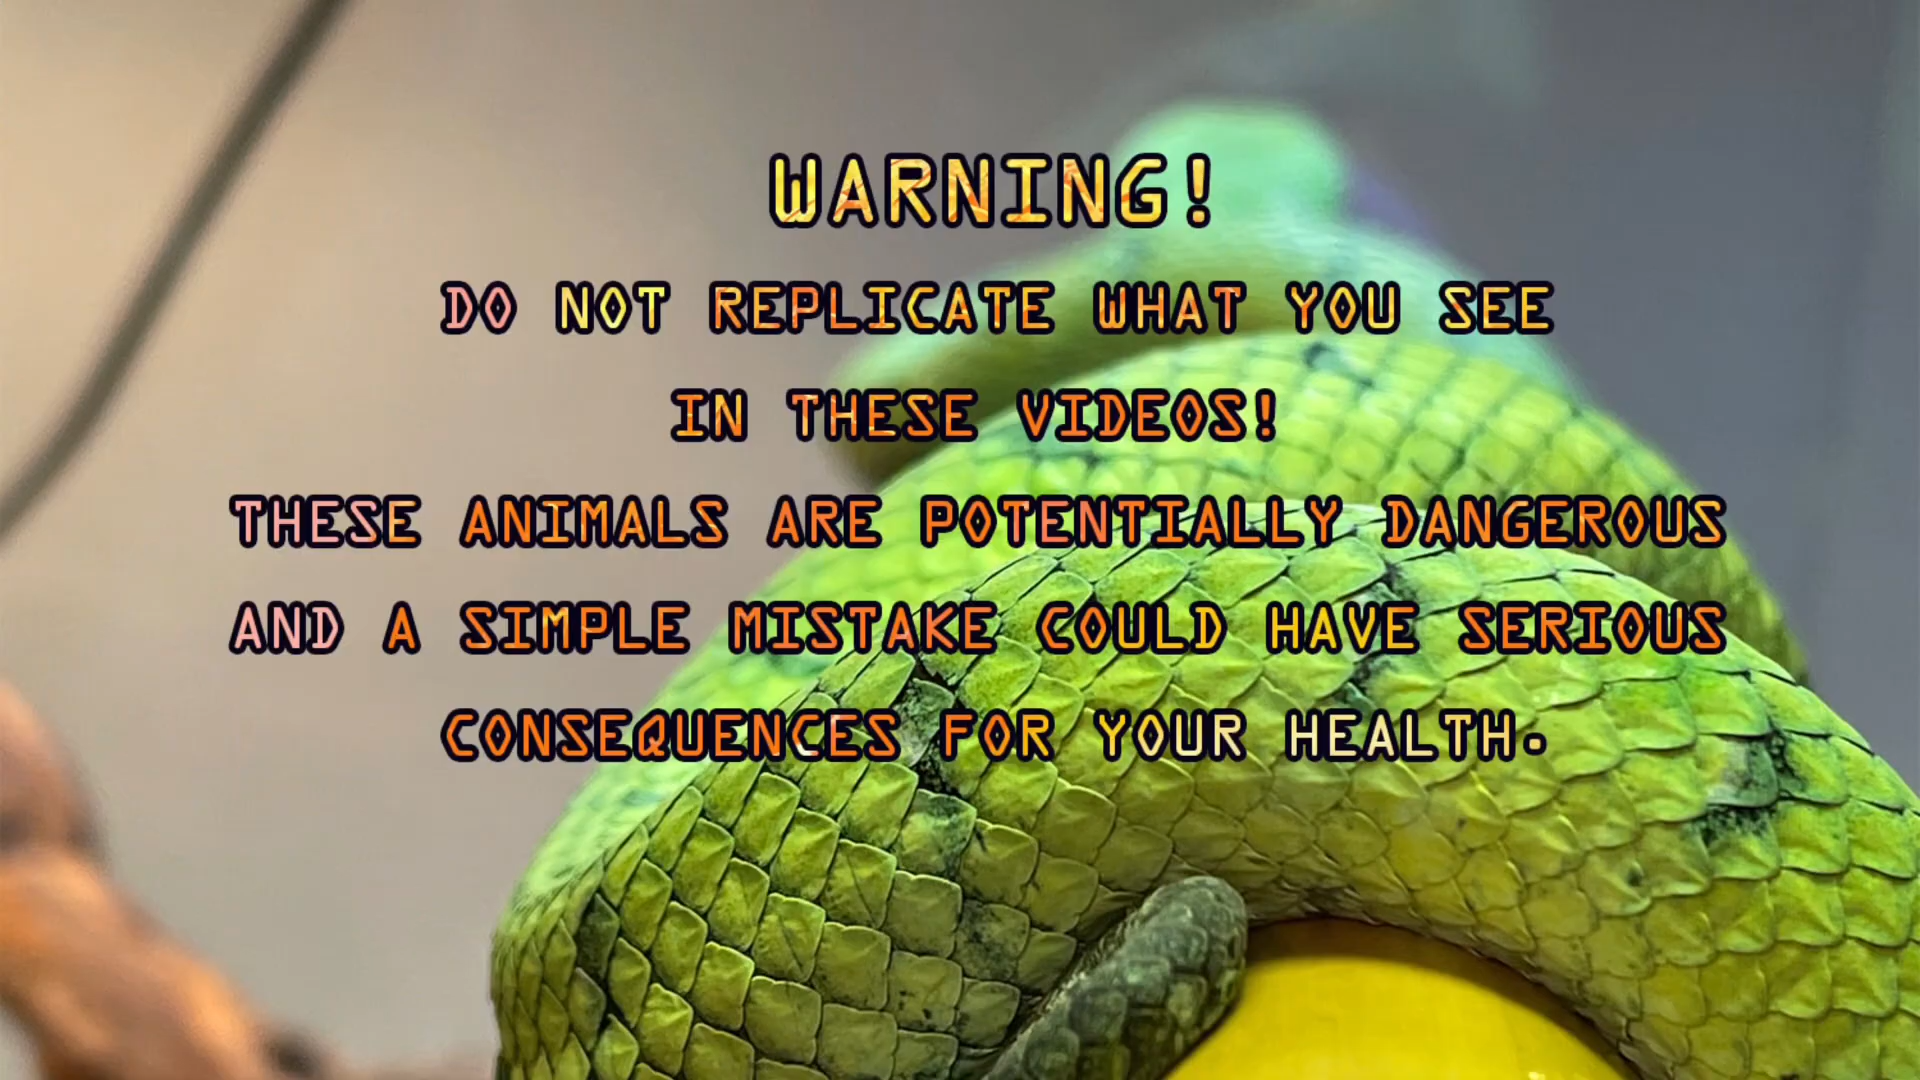 WARNING!
DO NOT REPLICATE WHAT YOU SEE
IN THESE VIDEOS!
THESE ANIMALS ARE POTENTIALLY DANGEROUS
AND A SIMPLE MISTAKE COULD HAVE SERIOUS
CONSEQUENCES FOR YOUR HEALTH.